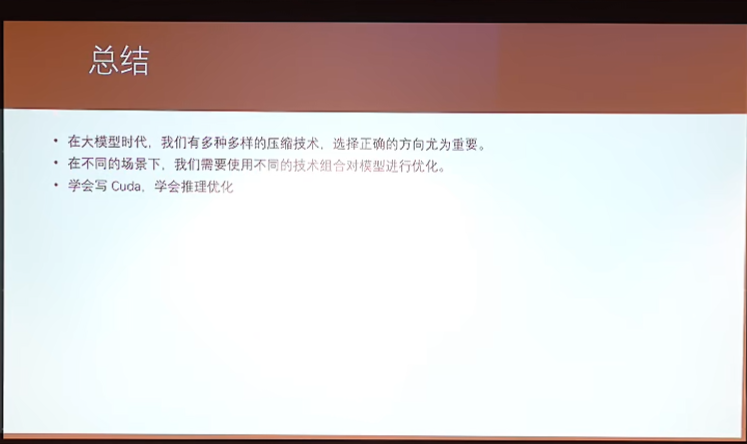 总结
• 在大模型时代，我们有多种多样的压缩技术，选择正确的方向尤为重要。
• 在不同的场景下，我们需要使用不同的技术组合对模型进行优化。
• 学会写 Cuda，学会推理优化